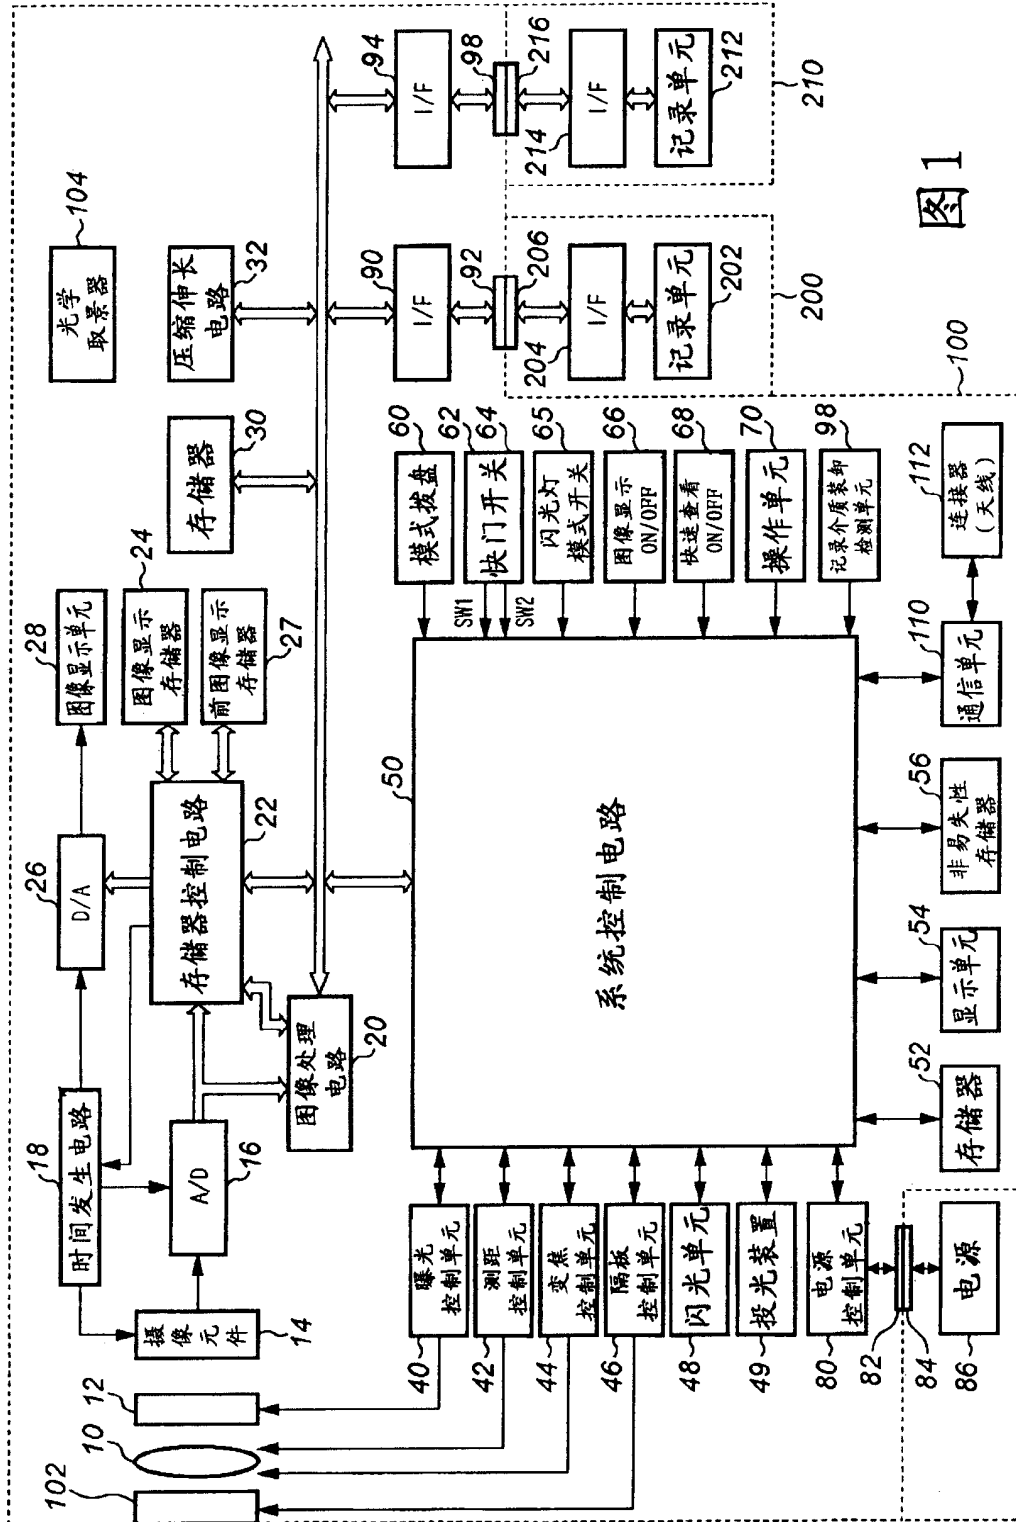 102
10
12
摄像
元件
14
18
时间发生电路
A/D
16
26
D/A
28
图像显示单元
24
图像显示
存储器
前图像显示
存储器
27
存储器控制电路
22
图像处理
电路
20
存储器
30
压缩伸长
电路
32
光学
取景器
104
曝光
控制单元
40
测距
控制单元
42
变焦
控制单元
44
隔板
控制单元
46
闪光单元
48
投光装置
49
电源
控制单元
80
82
84
电源
86
50
系统控制电路
模式拨盘
60
快门开关
62
64
SW1
SW2
闪光灯
模式开关
65
图像显示
ON/OFF
66
快速查看
ON/OFF
68
操作单元
70
记录介质装卸
检测单元
98
存储器
52
显示单元
54
非易失性
存储器
56
通信单元
110
连接器
(天线)
112
100
I/F
90
92
206
I/F
204
记录单元
202
200
I/F
94
98
216
I/F
214
记录单元
212
210
图 1